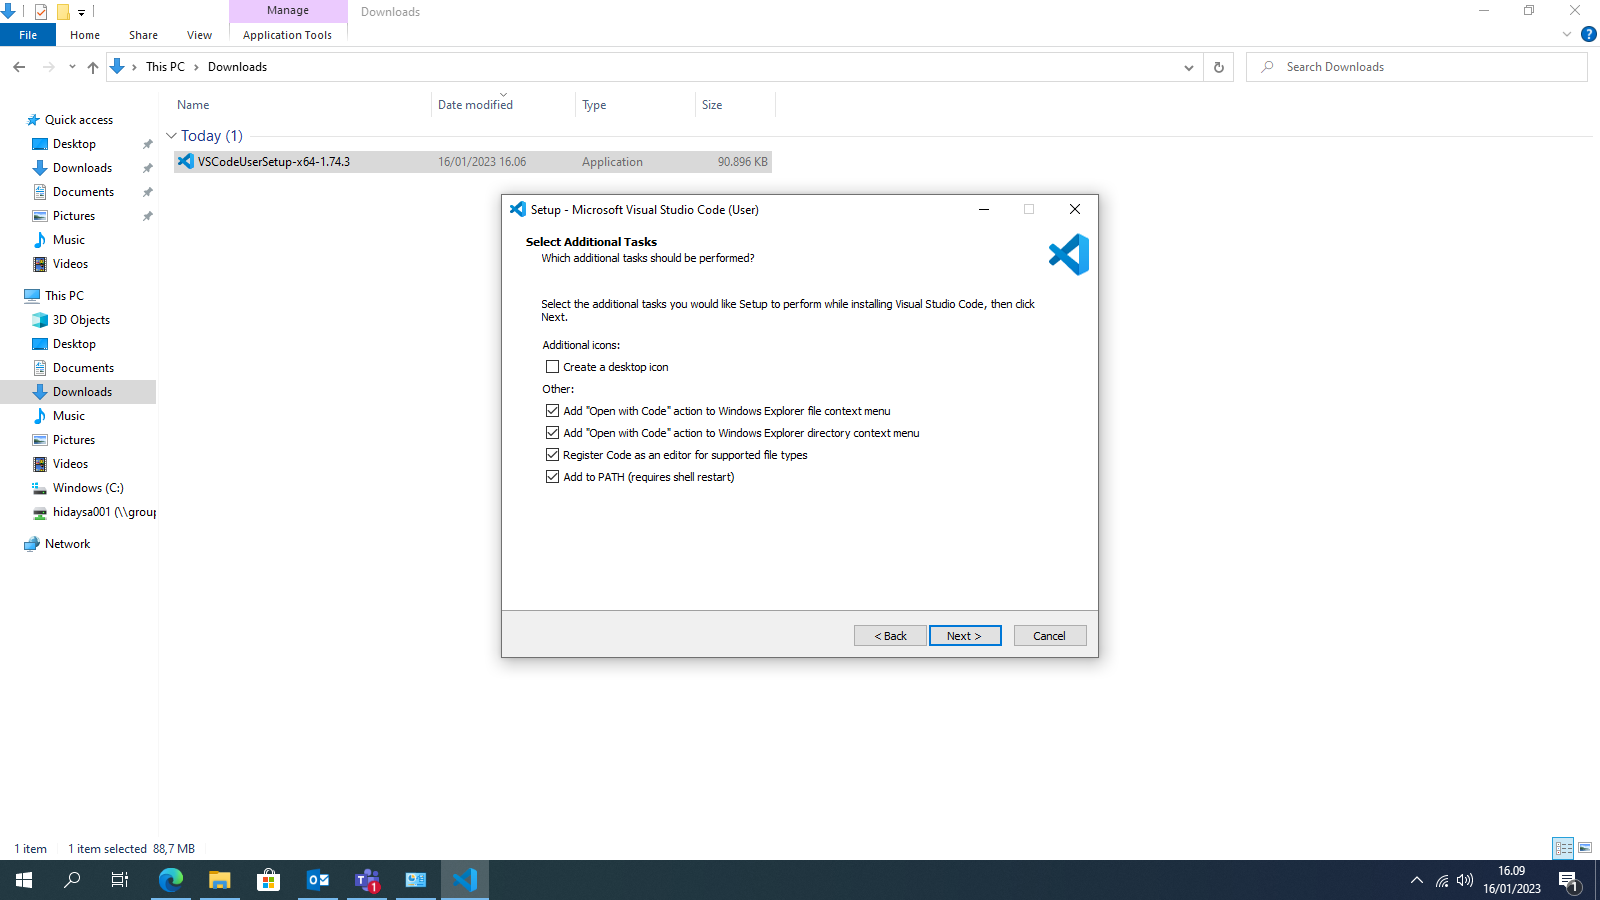 Manage
Downloads
File
Home
Share
View
Application Tools
?
This PC
Downloads
Search Downloads
Name
Date modified
Type
Size
Quick access
Desktop
Downloads
Documents
Pictures
Music
Videos
This PC
3D Objects
Desktop
Documents
Downloads
Music
Pictures
Videos
Windows (C:)
hidaysa001 (\\group
Network
Today (1)
VSCodeUserSetup-x64-1.74.3
16/01/2023 16.06
Application
90.896 KB
Setup - Microsoft Visual Studio Code (User)
Select Additional Tasks
Which additional tasks should be performed?
Select the additional tasks you would like Setup to perform while installing Visual Studio Code, then click
Next.
Additional icons:
Create a desktop icon
Other:
Add "Open with Code" action to Windows Explorer file context menu
Add "Open with Code" action to Windows Explorer directory context menu
Register Code as an editor for supported file types
Add to PATH (requires shell restart)
< Back
Next >
Cancel
1 item
1 item selected 88,7 MB
1
16.09
16/01/2023
1